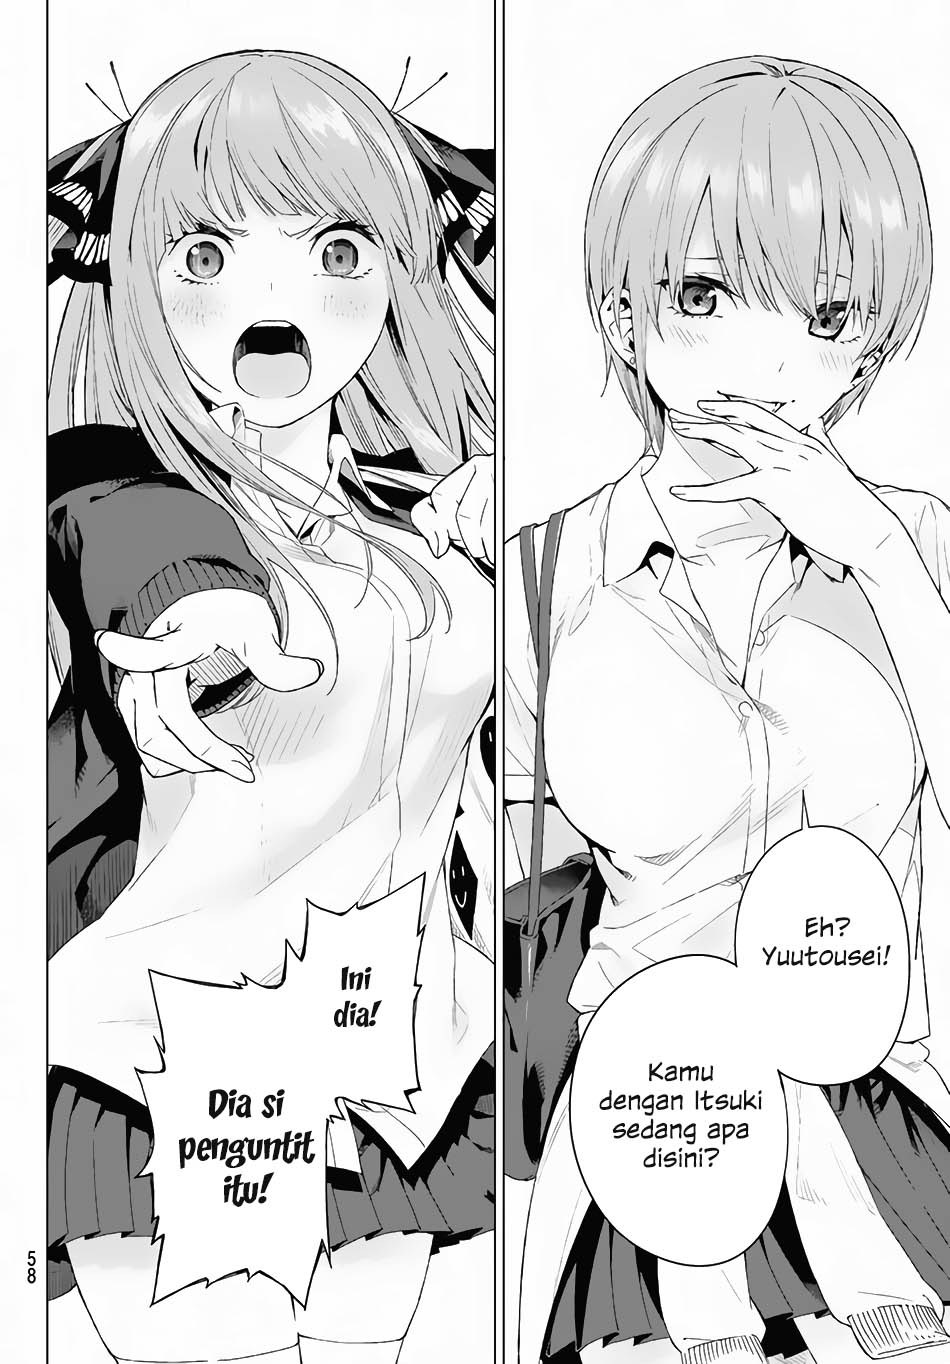 Eh?
Yuutousei!
Kamu
dengan Itsuki
sedang apa
disini?
Ini
dia!
Dia si
penguntit
itu!
58